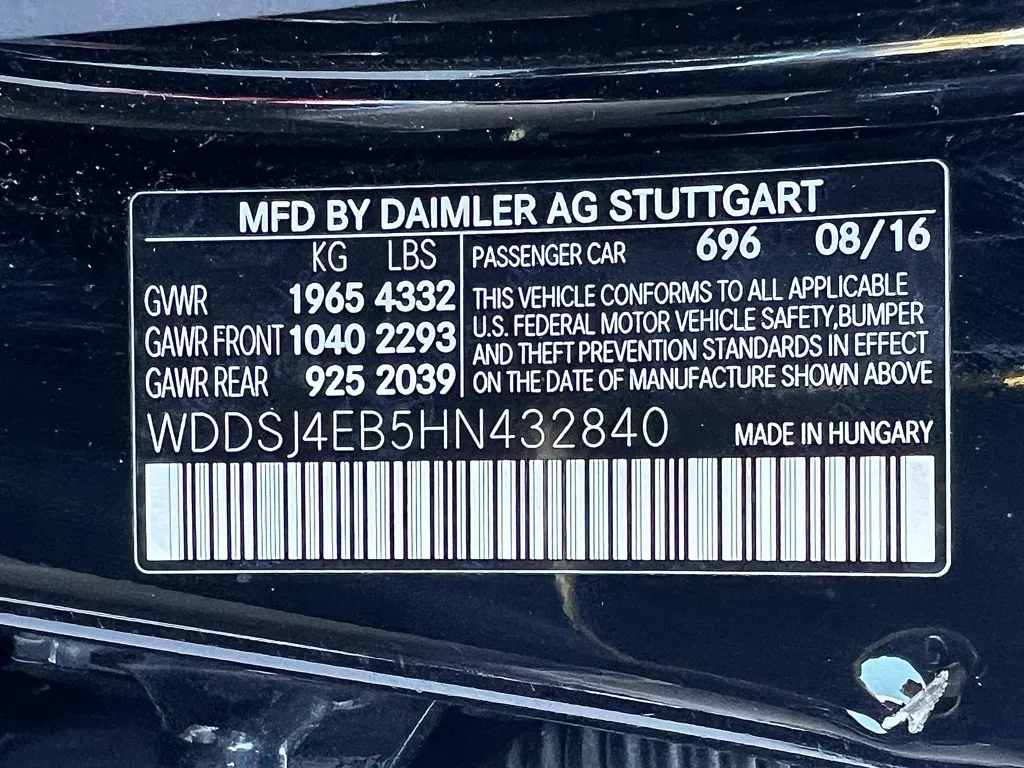 MFD BY DAIMLER AG STUTTGART
KG LBS
GVWR 1965 4332
GAWR FRONT 1040 2293
GAWR REAR 925 2039
PASSENGER CAR 696 08/16
THIS VEHICLE CONFORMS TO ALL APPLICABLE
U.S. FEDERAL MOTOR VEHICLE SAFETY,BUMPER
AND THEFT PREVENTION STANDARDS IN EFFECT
ON THE DATE OF MANUFACTURE SHOWN ABOVE
WDDSJ4EB5HN432840
MADE IN HUNGARY